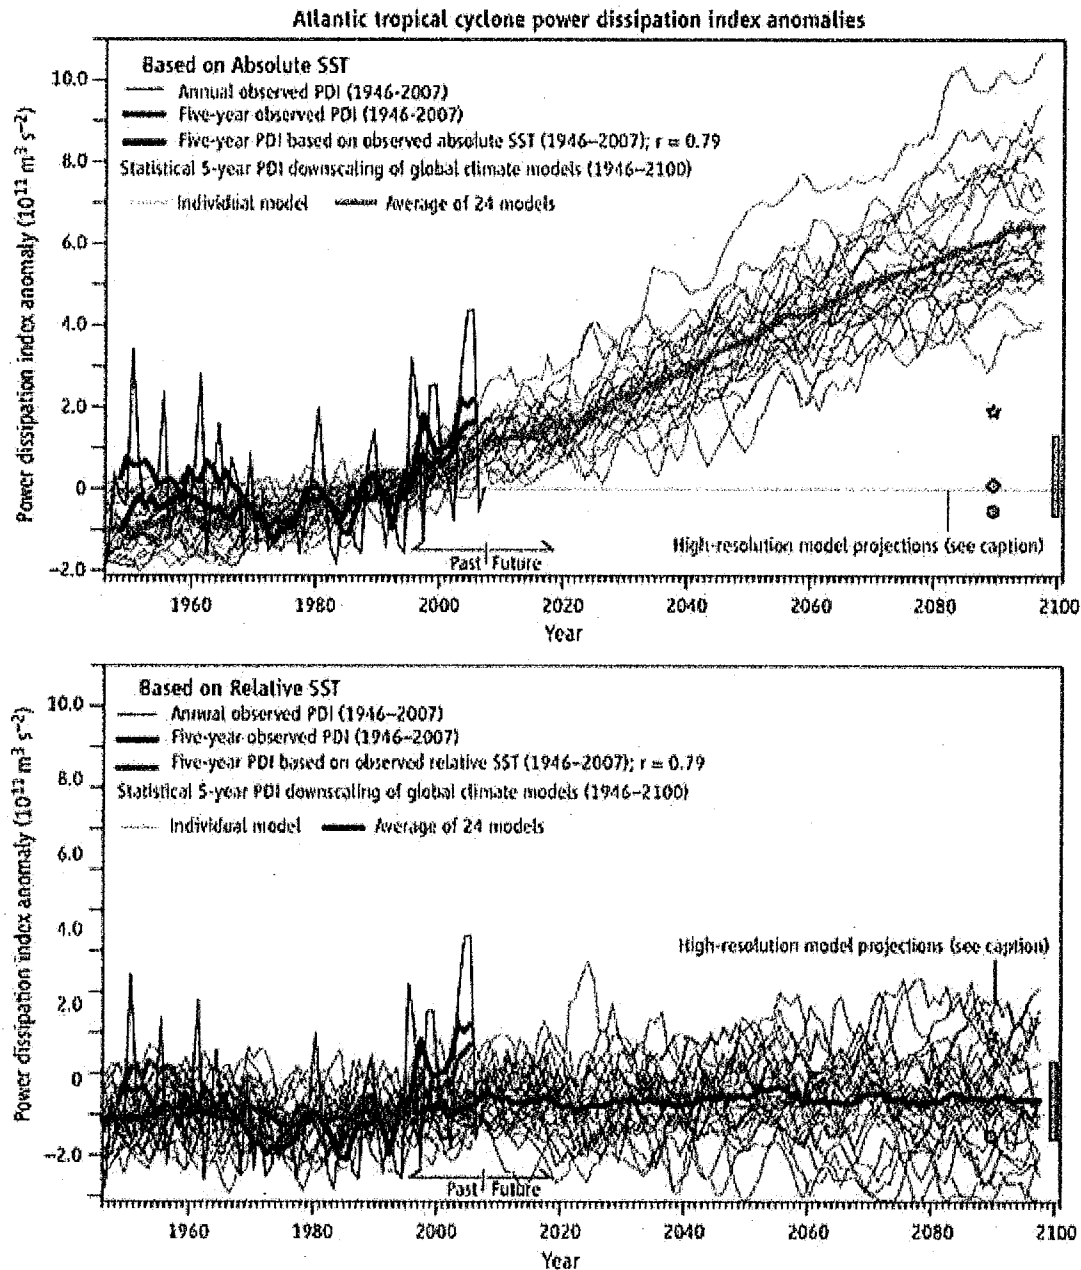 Atlantic tropical cyclone power dissipation index anomalies
Based on Absolute SST
Annual observed PDI (1946-2007)
Five-year observed PDI (1946-2007)
Five-year PDI based on observed absolute SST (1946–2007); r = 0.79
Statistical 5-year PDI downscaling of global climate models (1946–2100)
Individual model Average of 24 models
Power dissipation index anomaly (10¹¹ m³ s⁻²)
10.0
8.0
6.0
4.0
2.0
0
–2.0
High-resolution model projections (see caption)
Past Future
1960 1980 2000 2020 2040 2060 2080 2100
Year
Based on Relative SST
Annual observed PDI (1946–2007)
Five-year observed PDI (1946–2007)
Five-year PDI based on observed relative SST (1946–2007); r = 0.79
Statistical 5-year PDI downscaling of global climate models (1946–2100)
Individual model Average of 24 models
Power dissipation index anomaly (10¹¹ m³ s⁻²)
10.0
8.0
6.0
4.0
2.0
0
–2.0
High-resolution model projections (see caption)
Past Future
1960 1980 2000 2020 2040 2060 2080 2100
Year